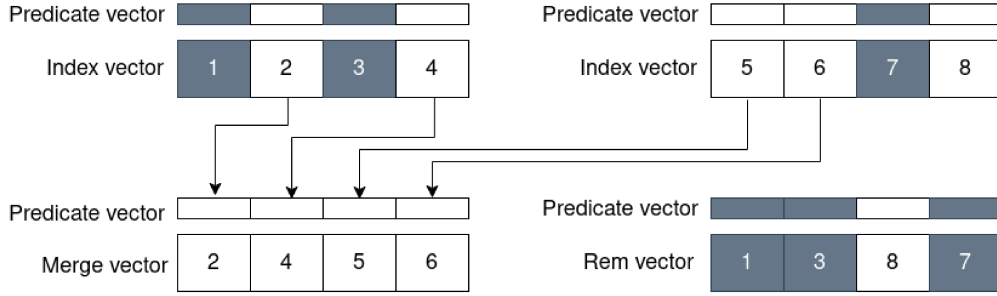 Predicate vector
Predicate vector
Index vector 1 2 3 4
Index vector 5 6 7 8
Predicate vector
Predicate vector
Merge vector 2 4 5 6
Rem vector 1 3 8 7